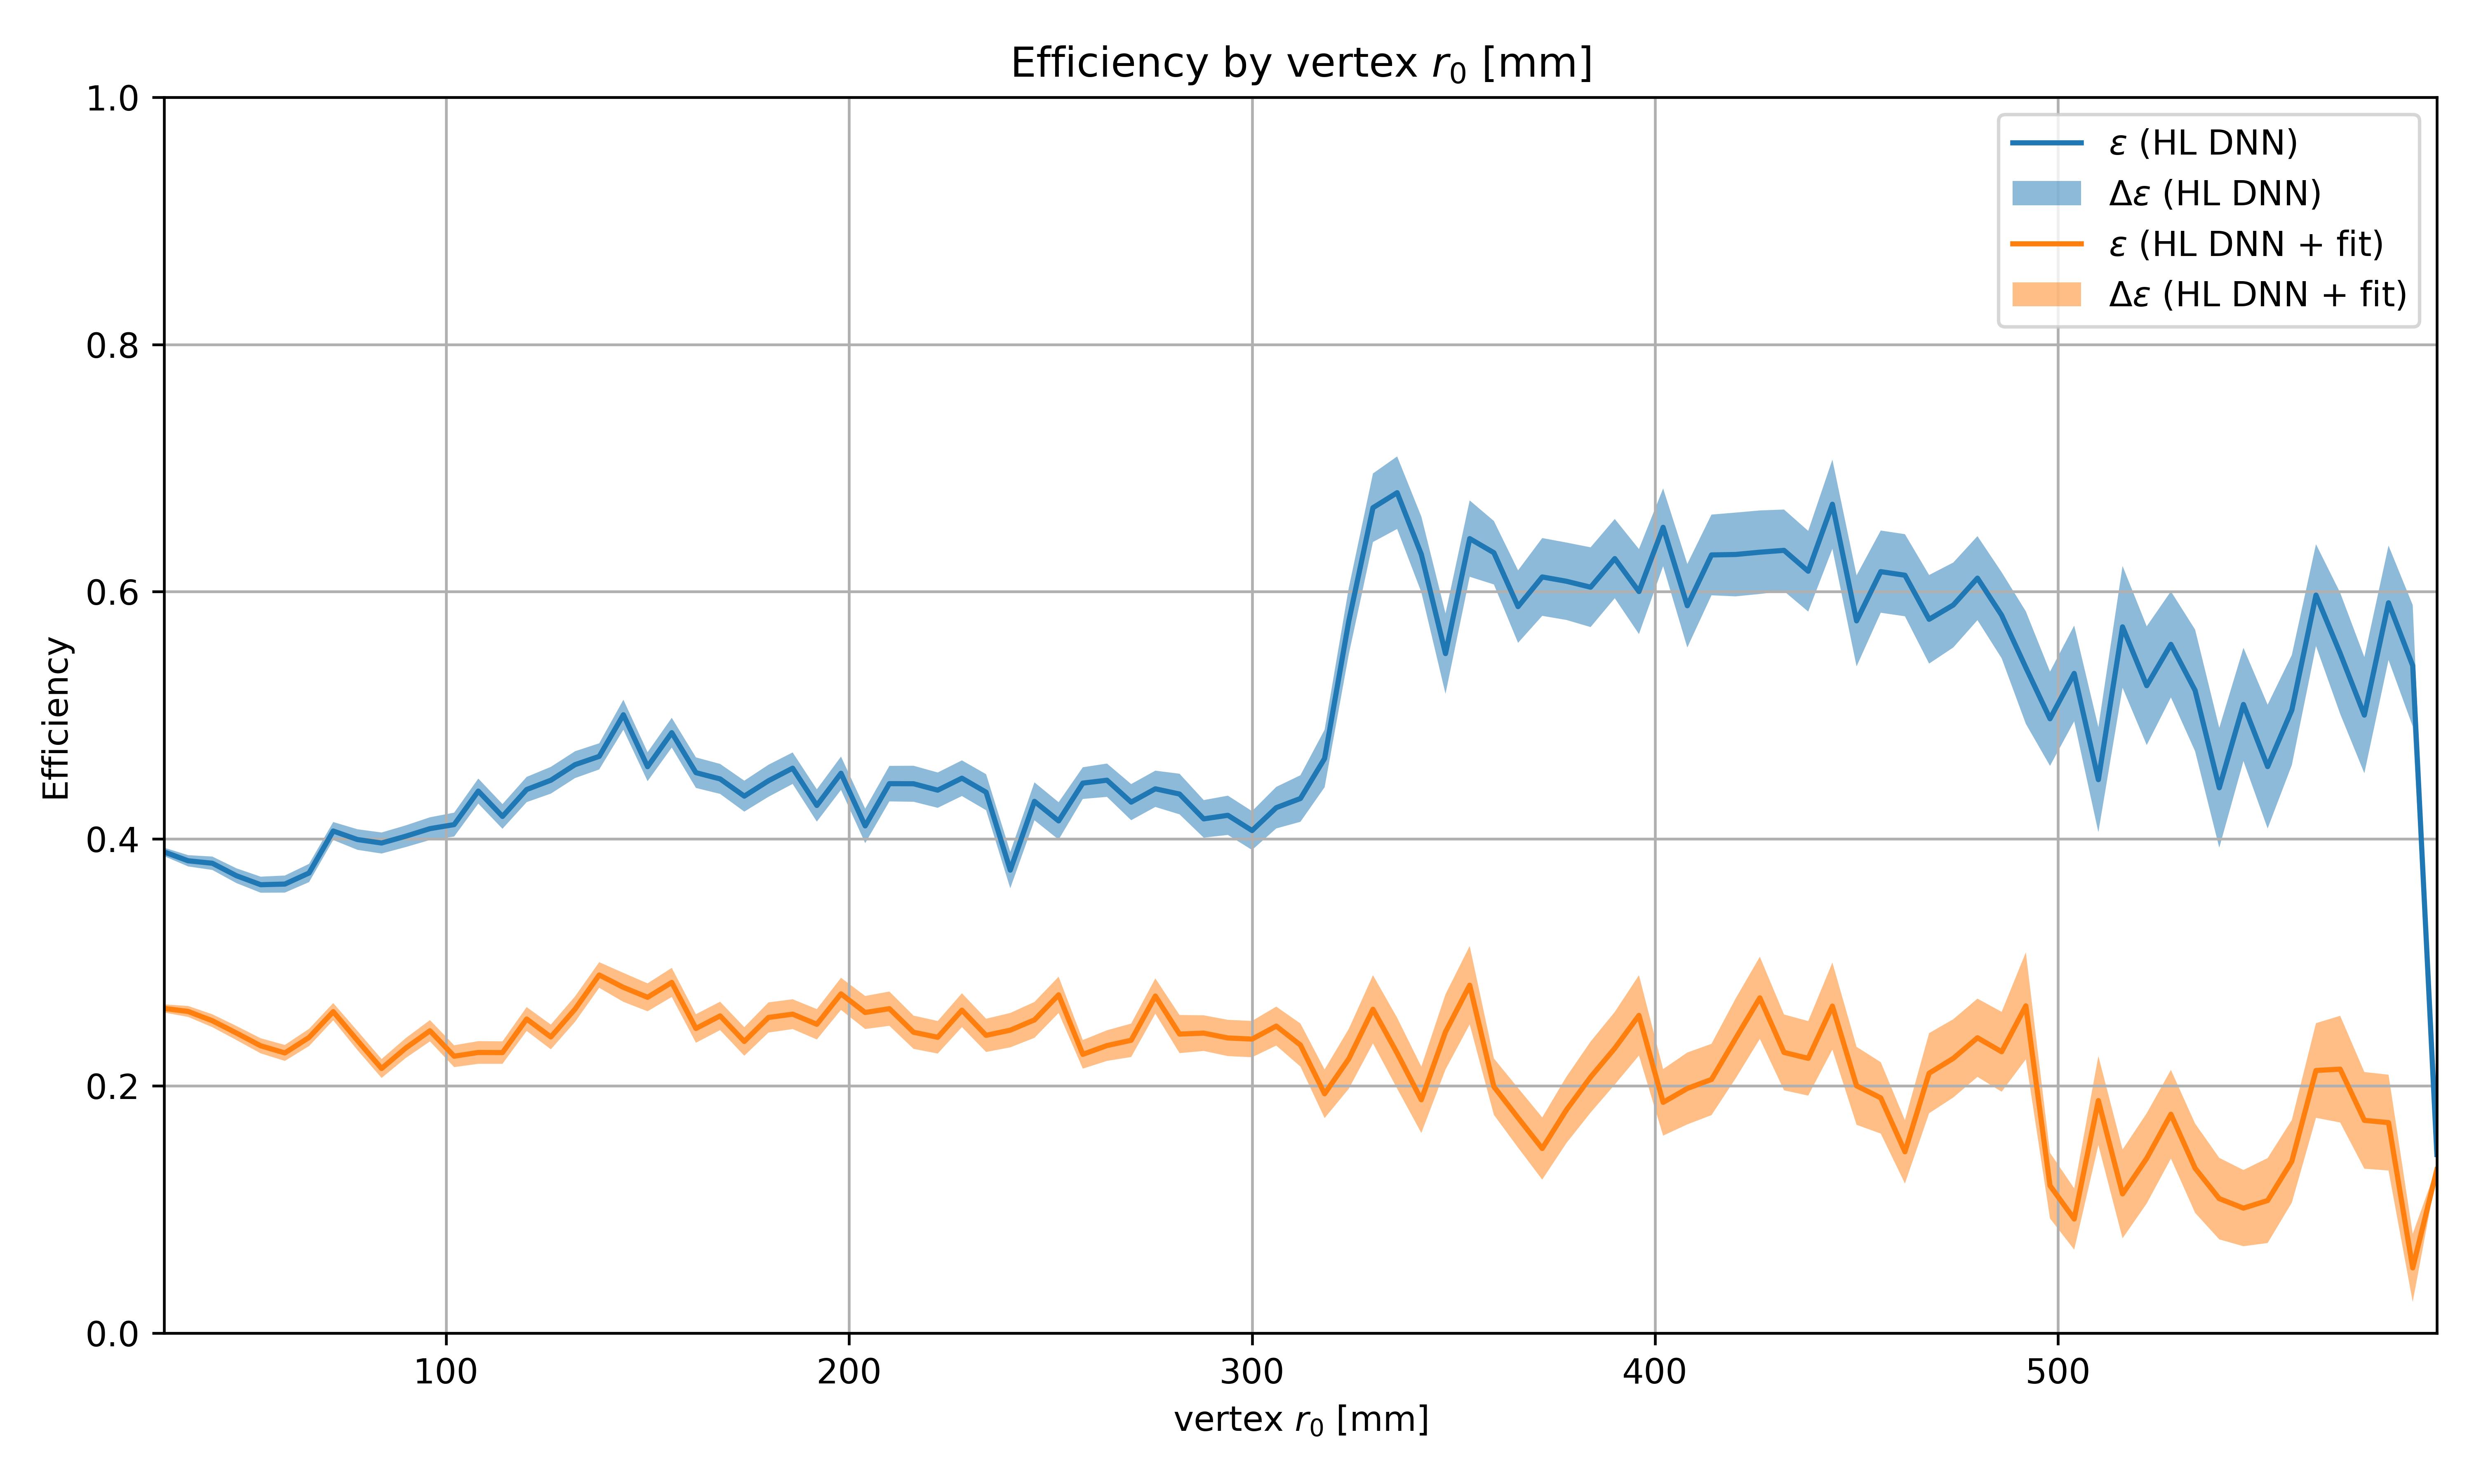 Efficiency by vertex r₀ [mm]
1.0
0.8
0.6
0.4
0.2
0.0
Efficiency
100 200 300 400 500
vertex r₀ [mm]
ε (HL DNN)
Δε (HL DNN)
ε (HL DNN + fit)
Δε (HL DNN + fit)